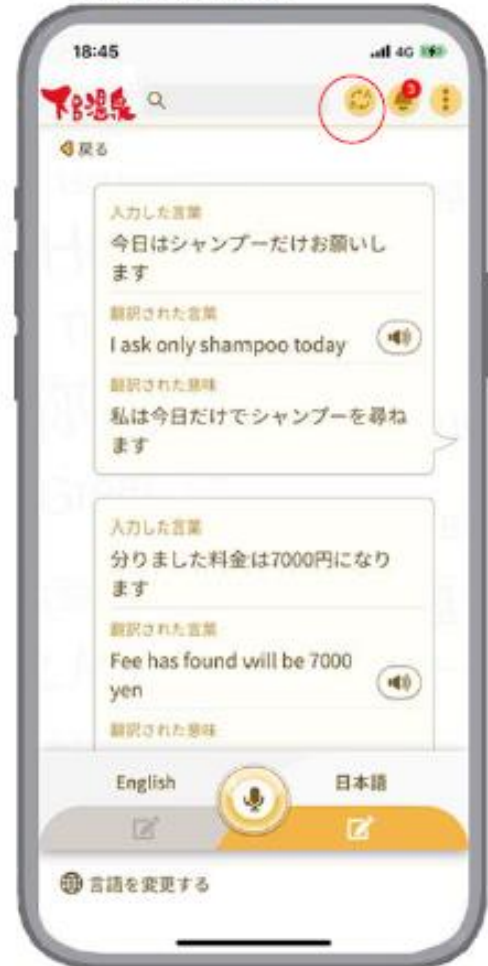 18:45
4G
下呂温泉
3
戻る
入力した言葉
今日はシャンプーだけお願いし
ます
翻訳された言葉
I ask only shampoo today
翻訳された意味
私は今日だけでシャンプーを尋ね
ます
入力した言葉
分りました料金は7000円になり
ます
翻訳された言葉
Fee has found will be 7000
yen
翻訳された意味
English
日本語
言語を変更する